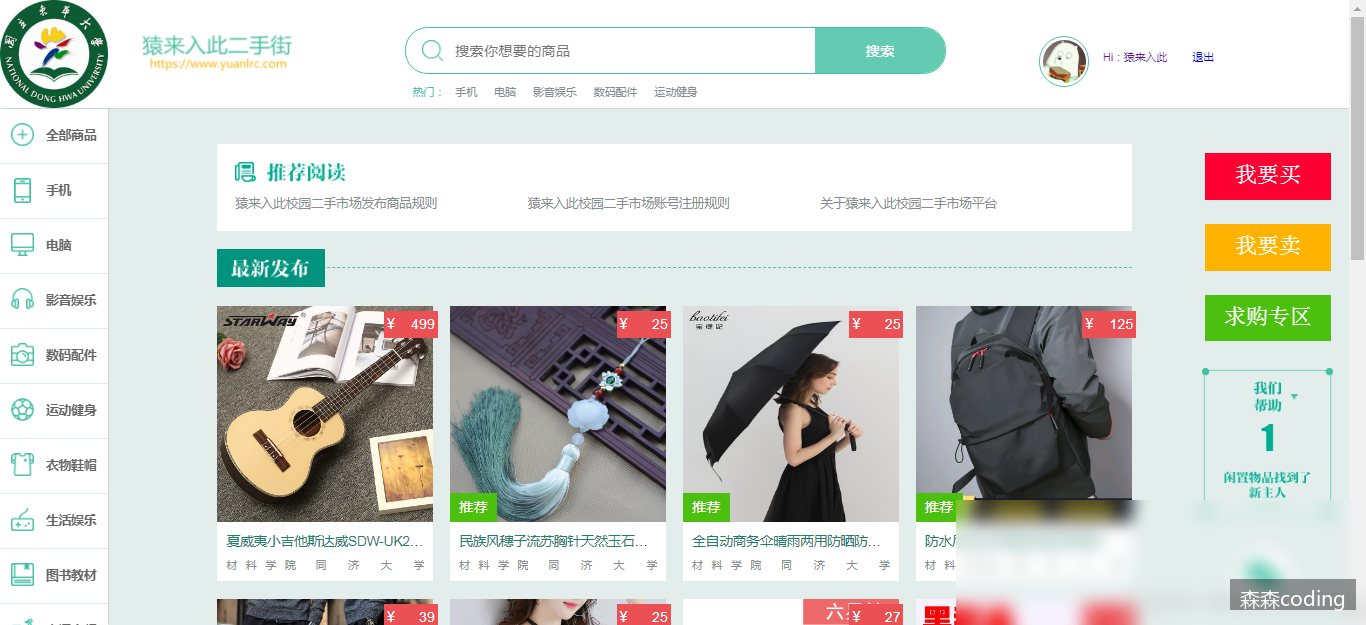 國立東華大學
NATIONAL DONG HWA UNIVERSITY
猿来入此二手街
https://www.yuanlrc.com
搜索你想要的商品
搜索
热门：
手机
电脑
影音娱乐
数码配件
运动健身
Hi：猿来入此
退出
全部商品
手机
电脑
影音娱乐
数码配件
运动健身
衣物鞋帽
生活娱乐
图书教材
推荐阅读
猿来入此校园二手市场发布商品规则
猿来入此校园二手市场账号注册规则
关于猿来入此校园二手市场平台
最新发布
STARWAY
¥ 499
夏威夷小吉他斯达威SDW-UK2...
材料学院 同济大学
¥ 25
推荐
民族风穗子流苏胸针天然玉石...
材料学院 同济大学
baotilei
¥ 25
推荐
全自动商务伞晴雨两用防晒防...
材料学院 同济大学
¥ 125
推荐
防水
材料
¥ 39
¥ 25
¥ 27
我要买
我要卖
求购专区
我们
帮助
1
闲置物品找到了
新主人
森森coding